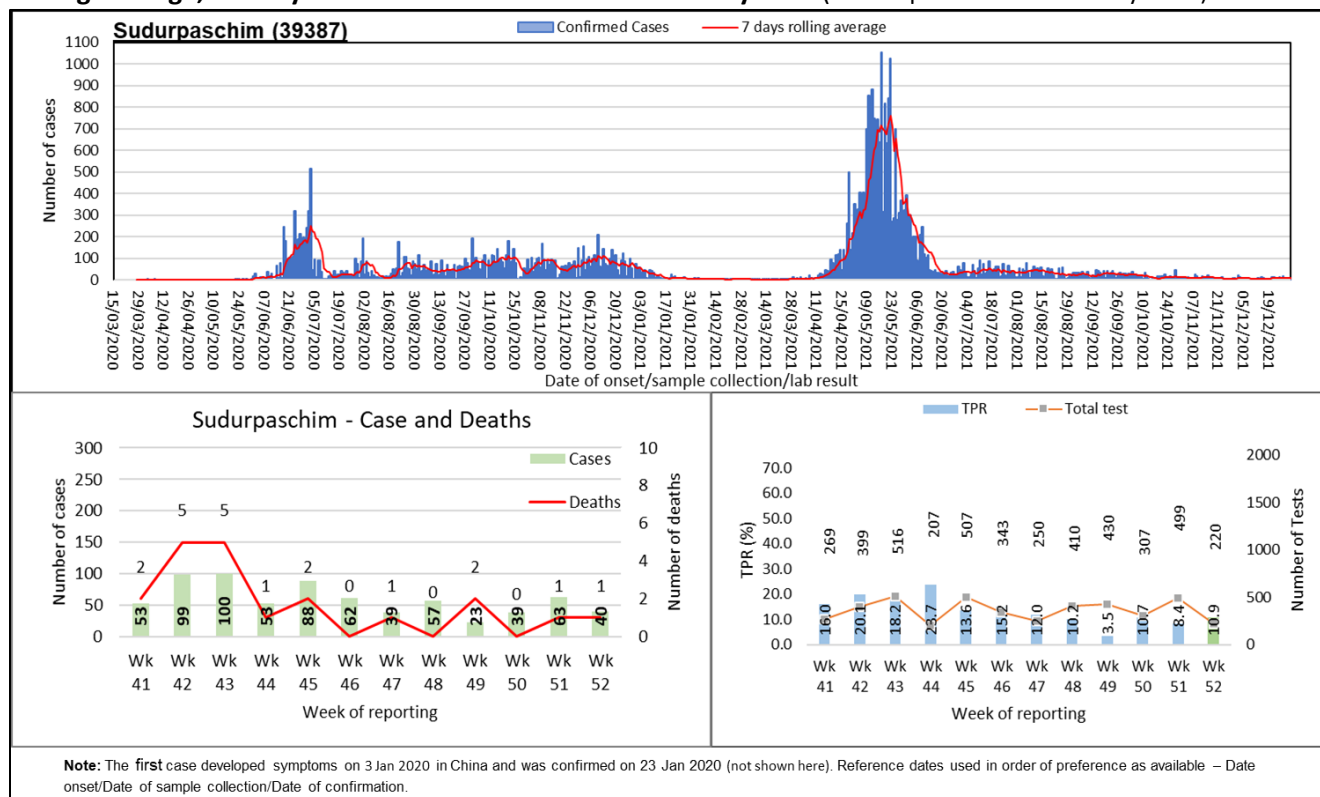 Sudurpaschim (39387)
Confirmed Cases 7 days rolling average
Number of cases
1100
1000
900
800
700
600
500
400
300
200
100
0
15/03/2020 29/03/2020 12/04/2020 26/04/2020 10/05/2020 24/05/2020 07/06/2020 21/06/2020 05/07/2020 19/07/2020 02/08/2020 16/08/2020 30/08/2020 13/09/2020 27/09/2020 11/10/2020 25/10/2020 08/11/2020 22/11/2020 06/12/2020 20/12/2020 03/01/2021 17/01/2021 31/01/2021 14/02/2021 28/02/2021 14/03/2021 28/03/2021 11/04/2021 25/04/2021 09/05/2021 23/05/2021 06/06/2021 20/06/2021 04/07/2021 18/07/2021 01/08/2021 15/08/2021 29/08/2021 12/09/2021 26/09/2021 10/10/2021 24/10/2021 07/11/2021 21/11/2021 05/12/2021 19/12/2021
Date of onset/sample collection/lab result
Sudurpaschim - Case and Deaths
Cases
Deaths
Number of cases
300
250
200
150
100
50
0
2 5 5 1 2 0 1 0 2 0 1 1
53 99 100 53 88 62 39 57 23 39 63 40
10
8
6
4
2
0
Number of deaths
Wk Wk Wk Wk Wk Wk Wk Wk Wk Wk Wk Wk
41 42 43 44 45 46 47 48 49 50 51 52
Week of reporting
TPR Total test
TPR (%)
70.0
60.0
50.0
40.0
30.0
20.0
10.0
0.0
269 399 516 207 507 343 250 410 430 307 499 220
16.0 20.1 18.2 23.7 13.6 15.2 12.0 10.2 3.5 10.7 8.4 10.9
2000
1500
1000
500
0
Number of Tests
Wk Wk Wk Wk Wk Wk Wk Wk Wk Wk Wk Wk
41 42 43 44 45 46 47 48 49 50 51 52
Week of reporting
Note: The first case developed symptoms on 3 Jan 2020 in China and was confirmed on 23 Jan 2020 (not shown here). Reference dates used in order of preference as available – Date
onset/Date of sample collection/Date of confirmation.